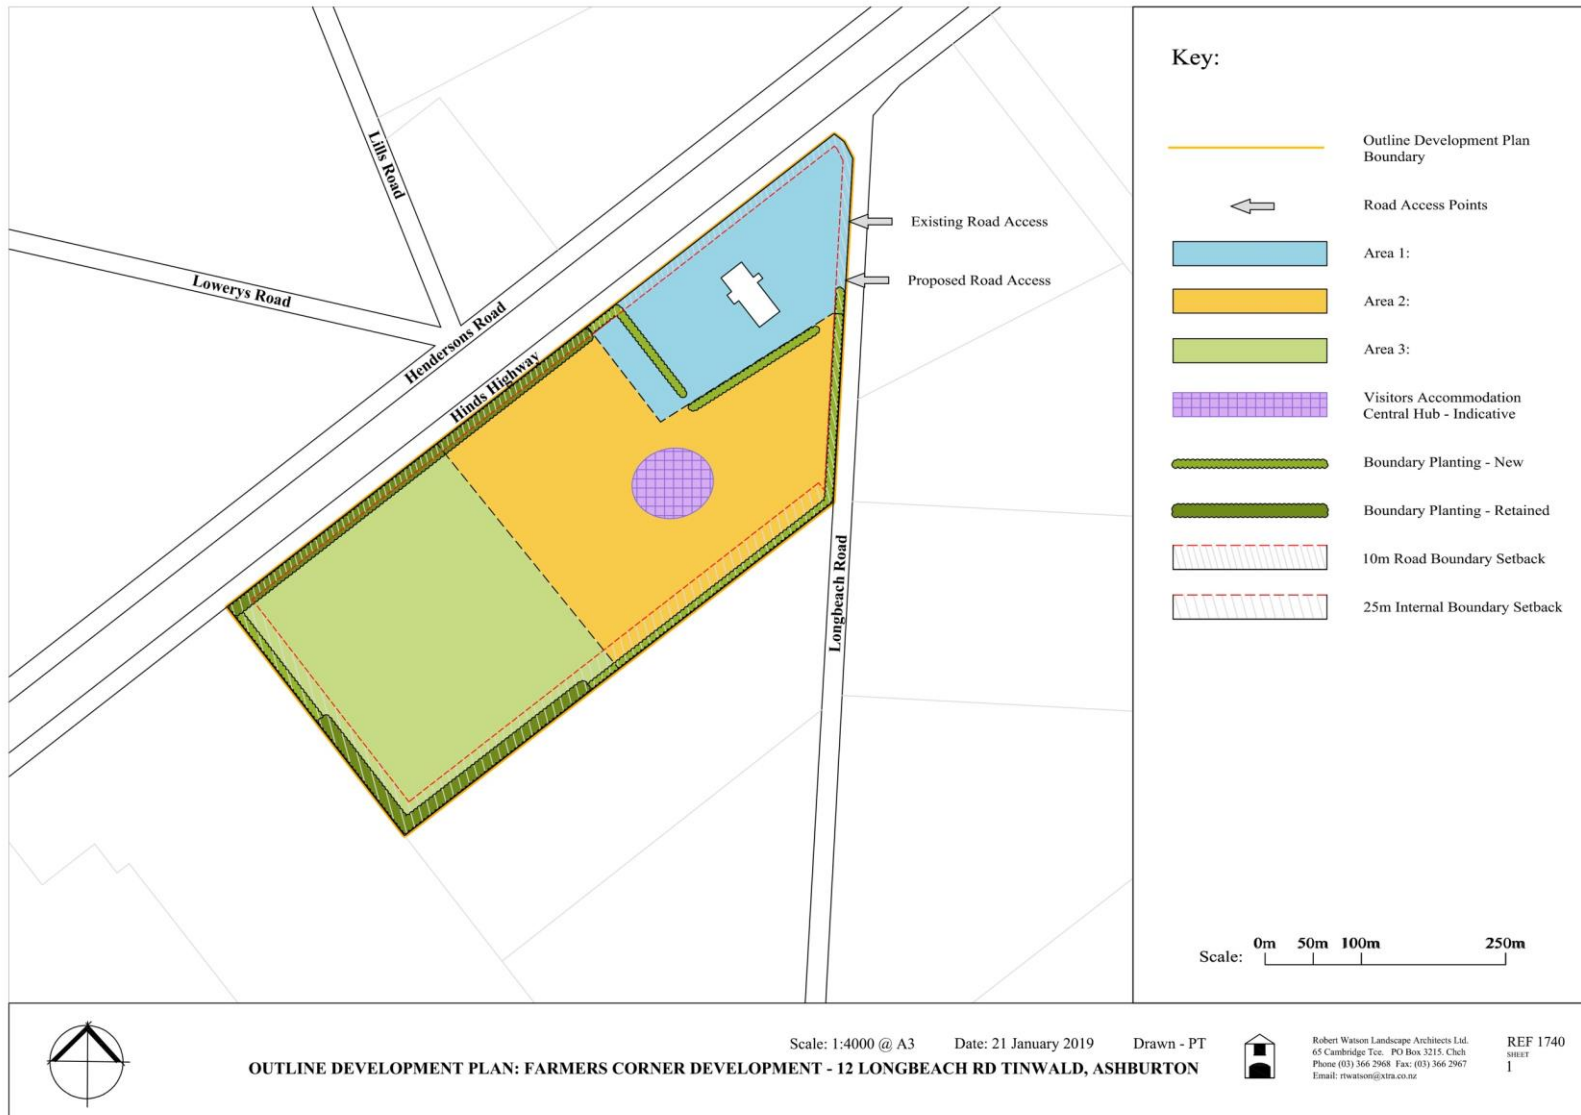 Lills Road
Lowerys Road
Hendersons Road
Hinds Highway
Existing Road Access
Proposed Road Access
Longbeach Road
Key:
Outline Development Plan
Boundary
Road Access Points
Area 1:
Area 2:
Area 3:
Visitors Accommodation
Central Hub - Indicative
Boundary Planting - New
Boundary Planting - Retained
10m Road Boundary Setback
25m Internal Boundary Setback
Scale: 0m 50m 100m 250m
Scale: 1:4000 @ A3 Date: 21 January 2019 Drawn - PT
OUTLINE DEVELOPMENT PLAN: FARMERS CORNER DEVELOPMENT - 12 LONGBEACH RD TINWALD, ASHBURTON
Robert Watson Landscape Architects Ltd.
65 Cambridge Tce. PO Box 3215. Chch
Phone (03) 366 2968 Fax: (03) 366 2967
Email: rtwatson@xtra.co.nz
REF 1740
SHEET
1